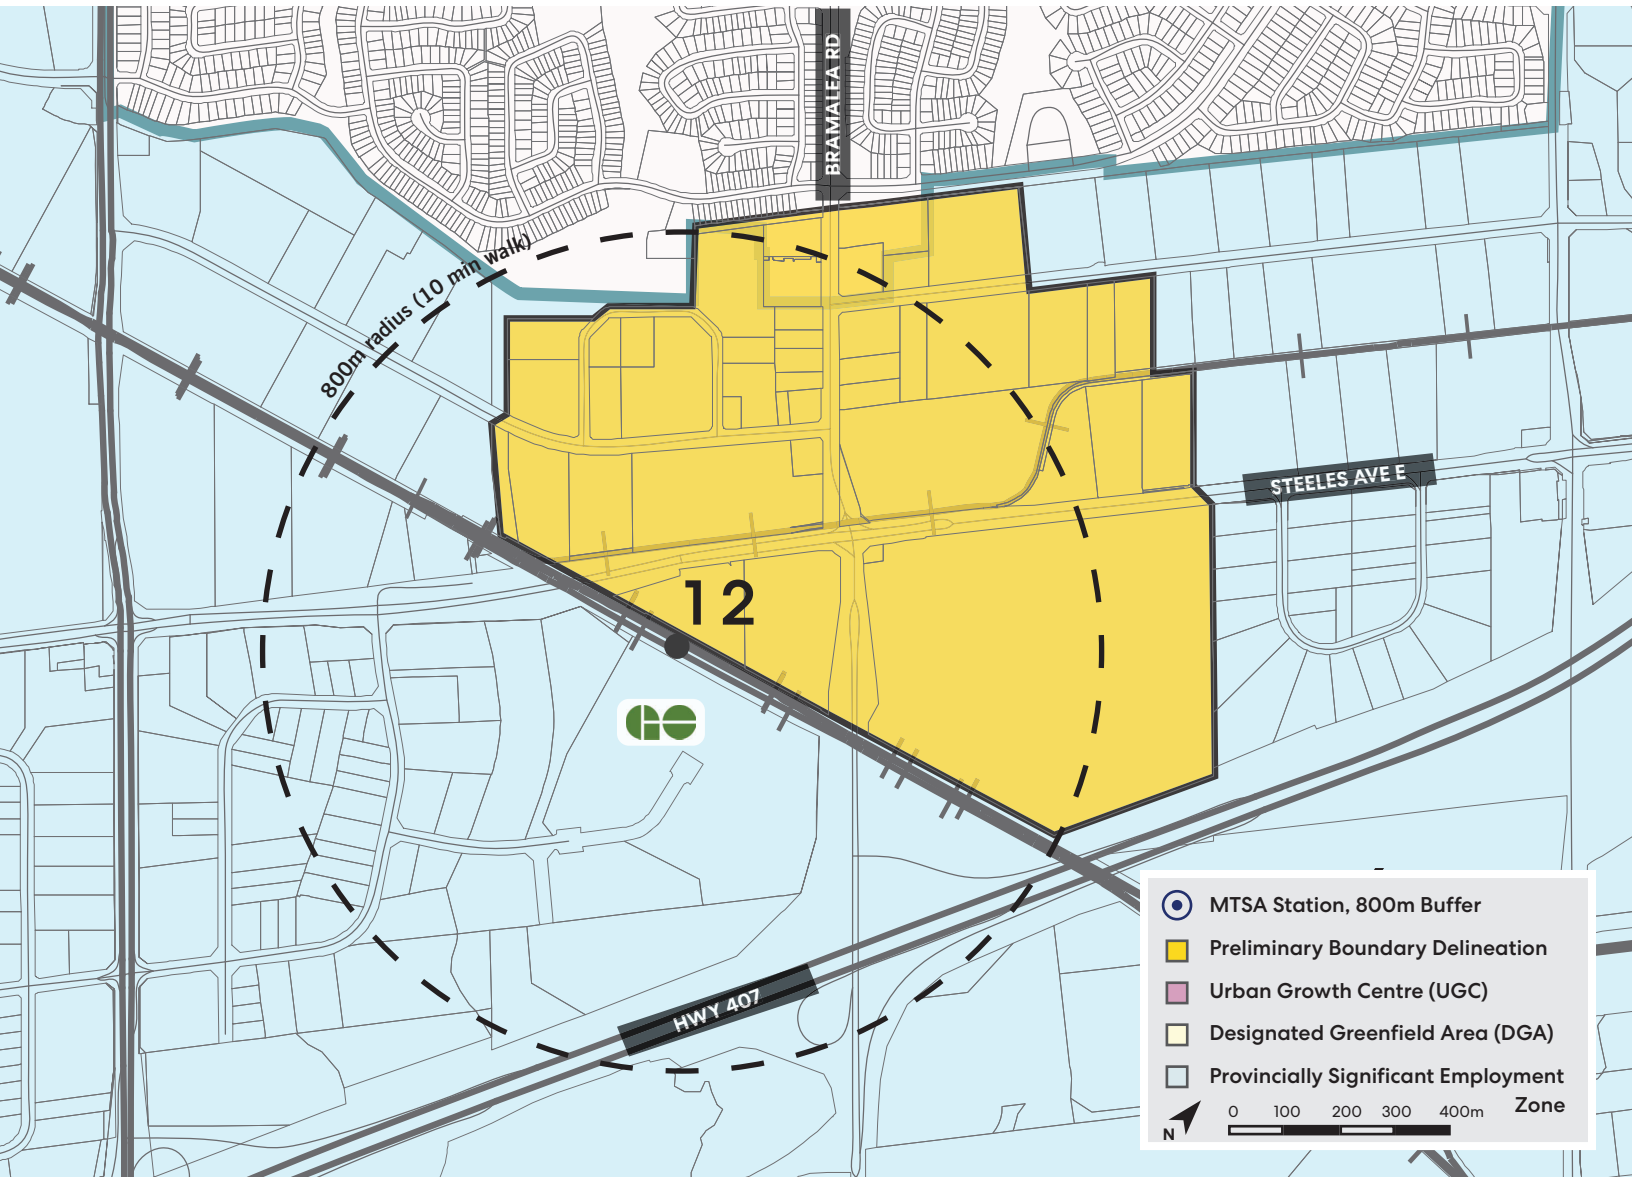 BRAMALEA RD
800m radius (10 min walk)
STEELES AVE E
12
GO
HWY 407
MTSA Station, 800m Buffer
Preliminary Boundary Delineation
Urban Growth Centre (UGC)
Designated Greenfield Area (DGA)
Provincially Significant Employment
Zone
0 100 200 300 400m
N